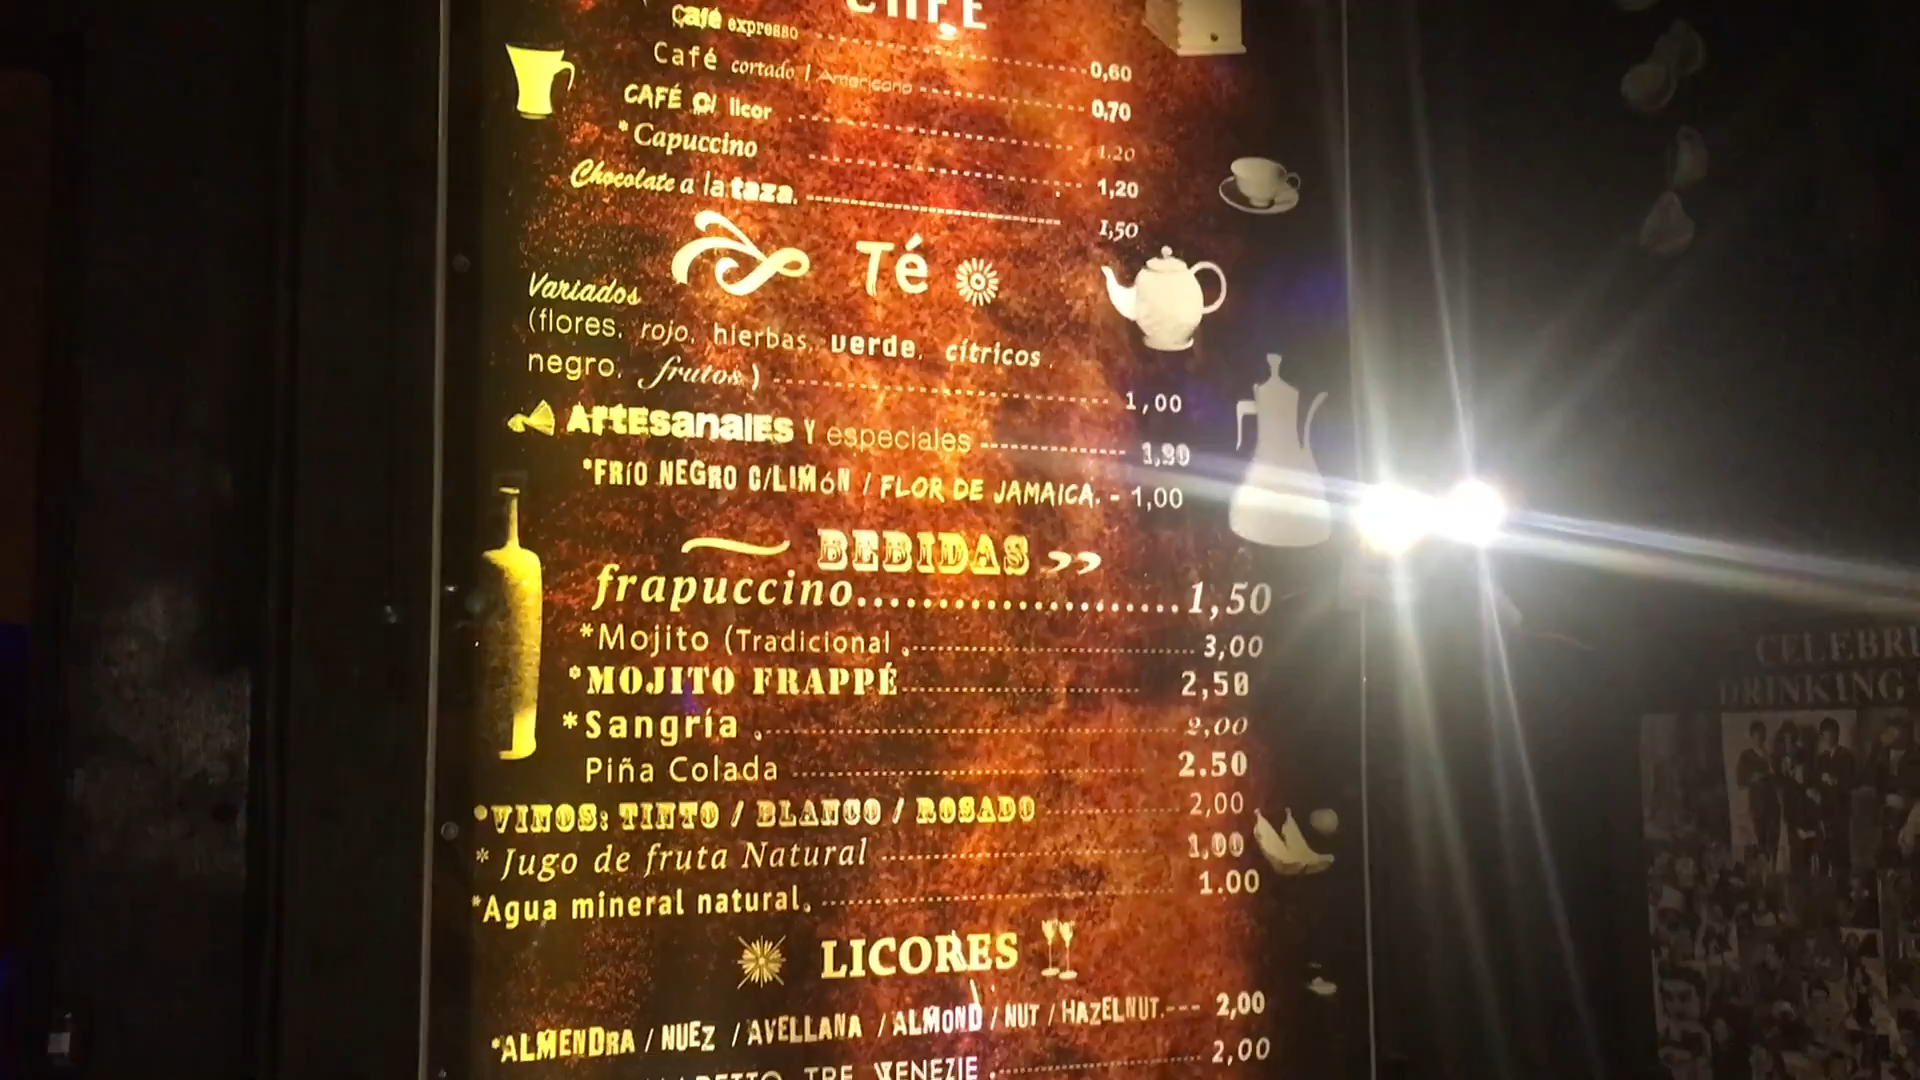 CAFÉ
Café expresso 0,60
Café cortado / Americano 0,70
CAFÉ c/ licor 1.20
*Capuccino 1,20
Chocolate a la taza. 1,50
Té
Variados
(flores, rojo, hierbas, verde, cítricos,
negro, frutos) 1,00
ArtEsanalES Y especiales
*FRíO NEGRO C/LIMóN / FLOR DE JAMAICA. - 1,00
BEBIDAS
frapuccino 1,50
*Mojito (Tradicional . 3,00
*MOJITO FRAPPÉ 2,50
*Sangría . 2,00
Piña Colada 2.50
*VINOS: TINTO / BLANCO / ROSADO 2,00
* Jugo de fruta Natural 1,00
*Agua mineral natural. 1.00
LICORES
*ALMENDRA / NUEZ / AVELLANA / ALMOND / NUT / HAZELNUT.--- 2,00
TRE VENEZIE . 2,00
DRINKING